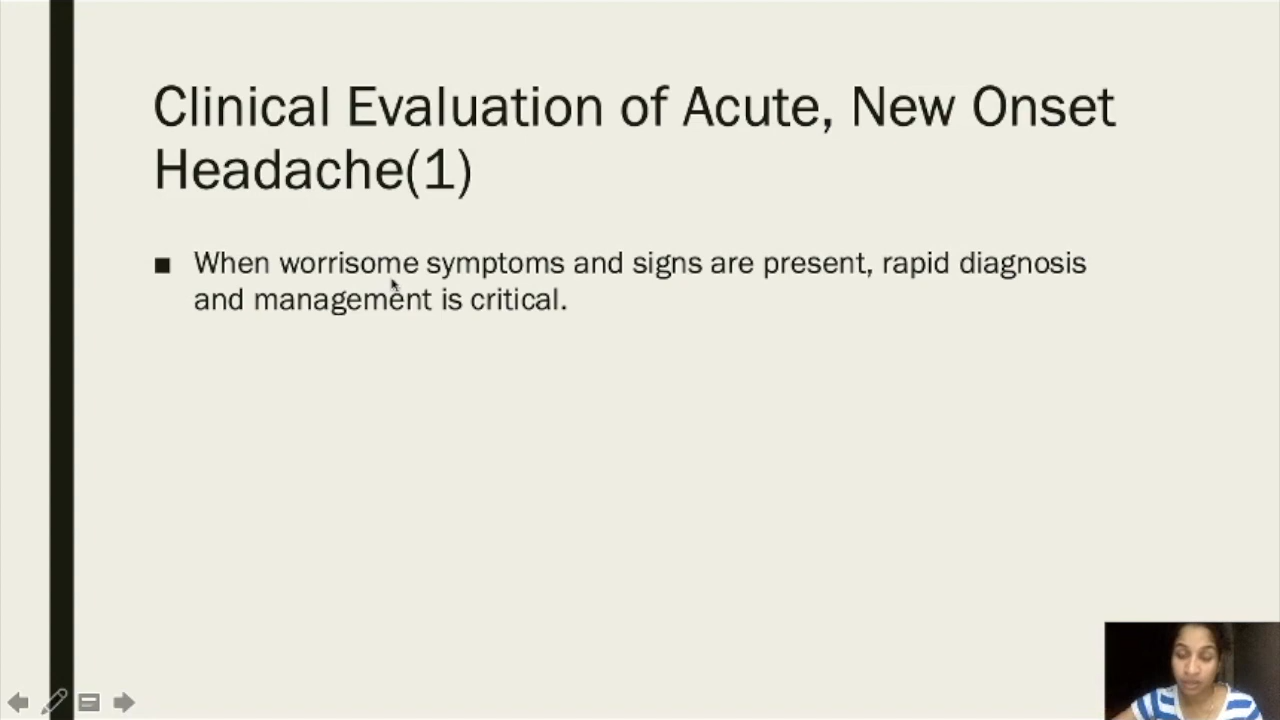 Clinical Evaluation of Acute, New Onset
Headache(1)
■ When worrisome symptoms and signs are present, rapid diagnosis
and management is critical.